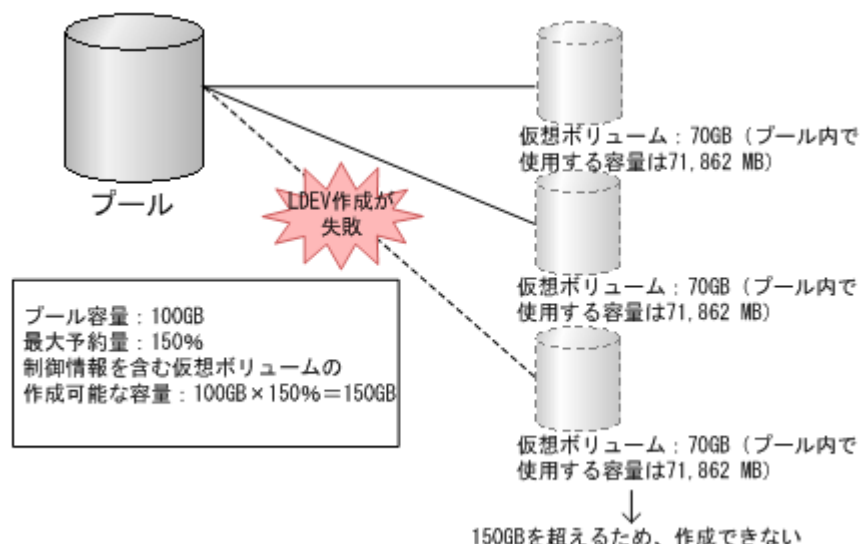 プール
LDEV作成が
失敗
プール容量：100GB
最大予約量：150%
制御情報を含む仮想ボリュームの
作成可能な容量：100GB×150%＝150GB
仮想ボリューム：70GB（プール内で
使用する容量は71,862 MB）
仮想ボリューム：70GB（プール内で
使用する容量は71,862 MB）
仮想ボリューム：70GB（プール内で
使用する容量は71,862 MB）
150GBを超えるため、作成できない